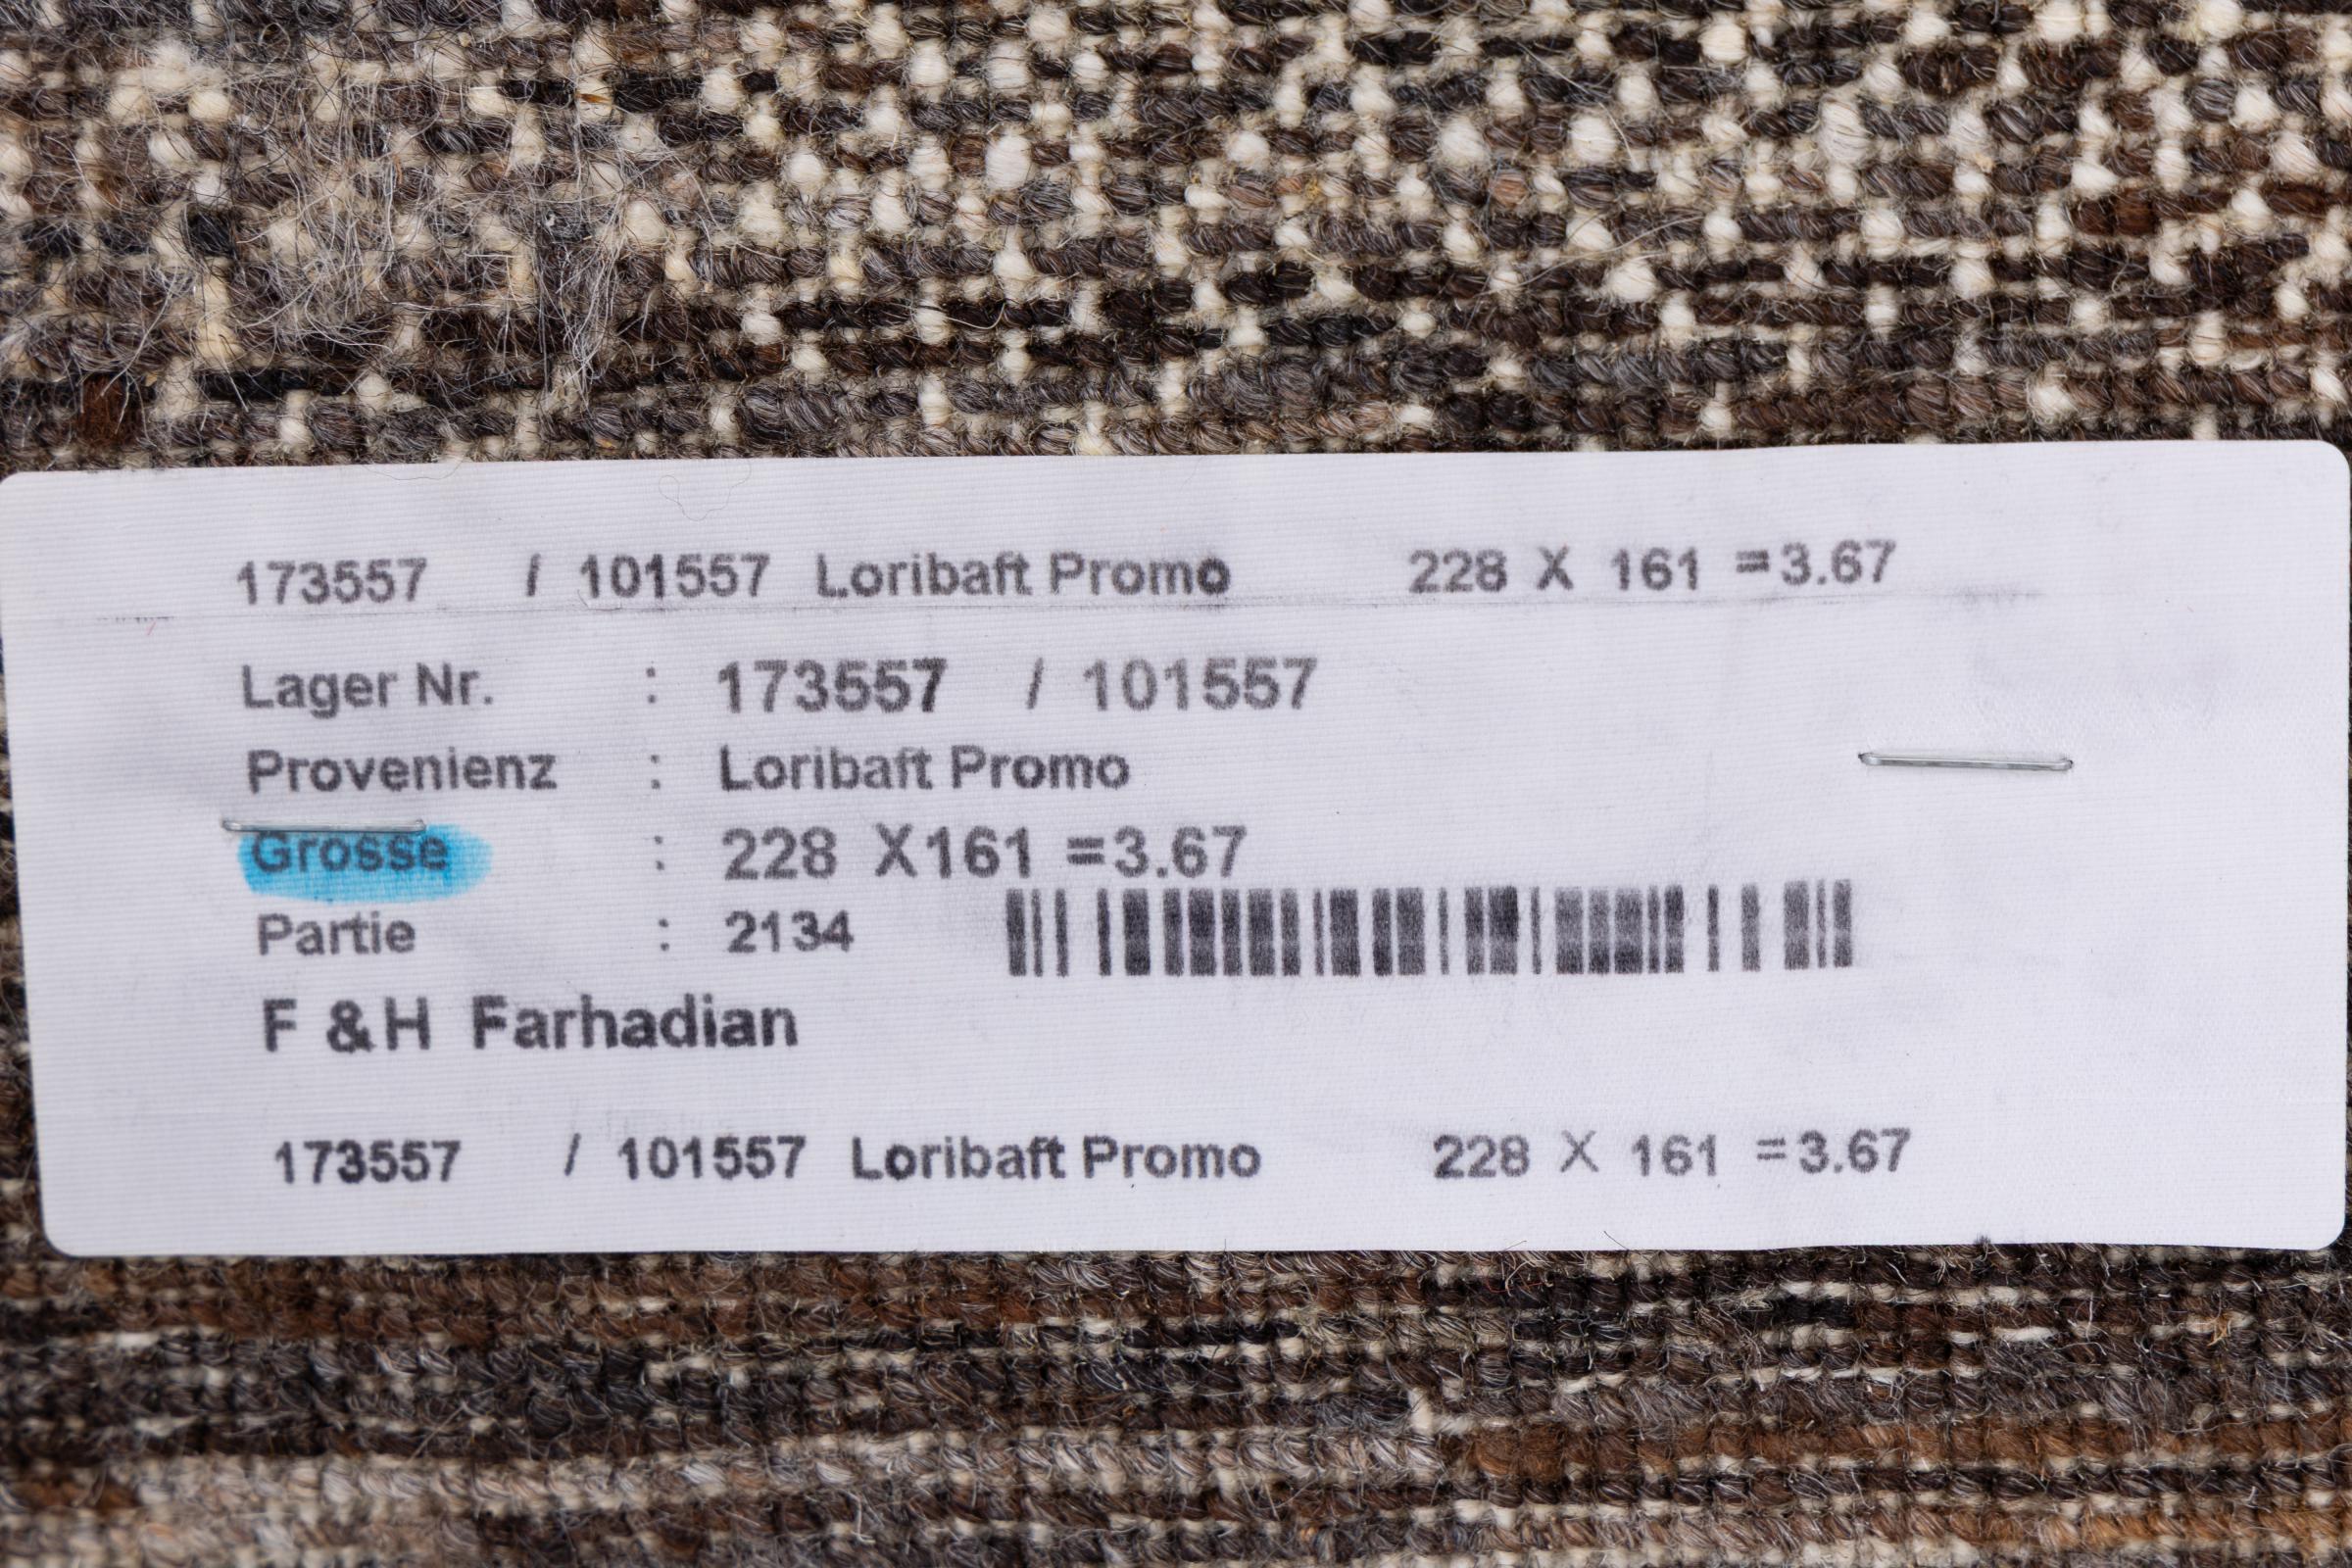 173557 / 101557 Loribaft Promo 228 X 161 =3.67
Lager Nr. : 173557 / 101557
Provenienz : Loribaft Promo
Grosse : 228 X161 =3.67
Partie : 2134
F &H Farhadian
173557 / 101557 Loribaft Promo 228 X 161 =3.67